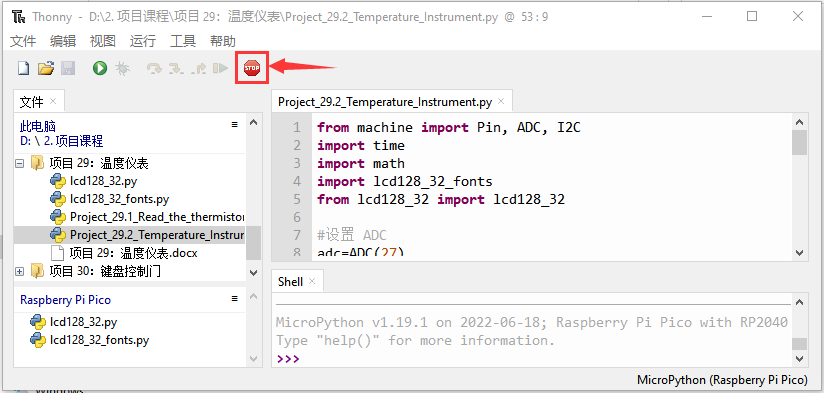 Thonny - D:\2. 项目课程\项目 29：温度仪表\Project_29.2_Temperature_Instrument.py @ 53 : 9
文件 编辑 视图 运行 工具 帮助
STOP
文件 ×
此电脑
D: \ 2. 项目课程
项目 29：温度仪表
lcd128_32.py
lcd128_32_fonts.py
Project_29.1_Read_the_thermistor
Project_29.2_Temperature_Instrum
项目 29：温度仪表.docx
项目 30：键盘控制门
Raspberry Pi Pico
lcd128_32.py
lcd128_32_fonts.py
Project_29.2_Temperature_Instrument.py ×
1 from machine import Pin, ADC, I2C
2 import time
3 import math
4 import lcd128_32_fonts
5 from lcd128_32 import lcd128_32
6
7 #设置 ADC
8 adc=ADC(27)
Shell ×
MicroPython v1.19.1 on 2022-06-18; Raspberry Pi Pico with RP2040
Type "help()" for more information.
>>>
MicroPython (Raspberry Pi Pico)